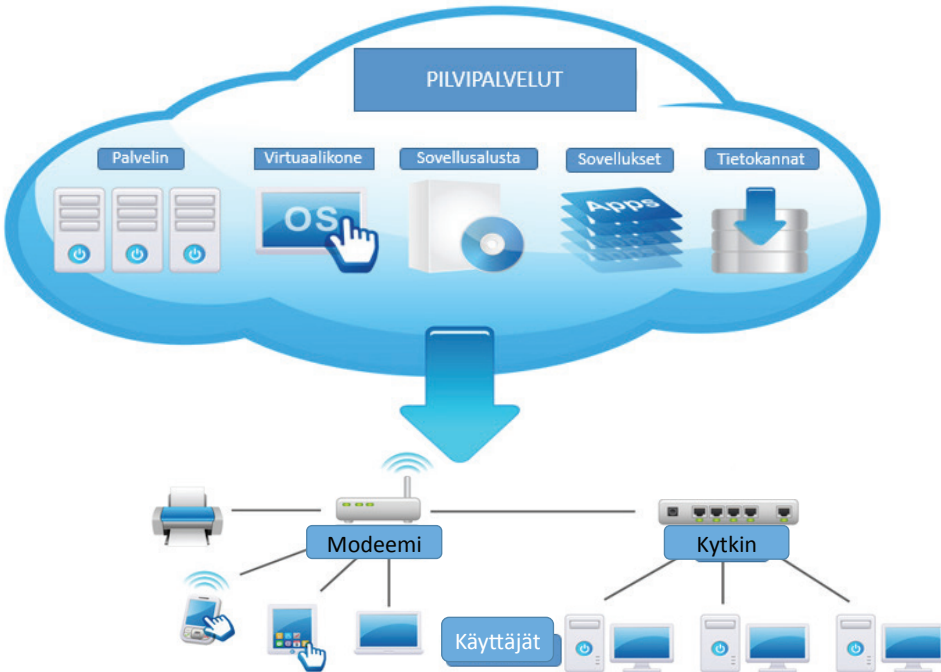 PILVIPALVELUT
Palvelin
Virtuaalikone
Sovellusalusta
Sovellukset
Tietokannat
OS
Apps
Modeemi
Kytkin
Käyttäjät